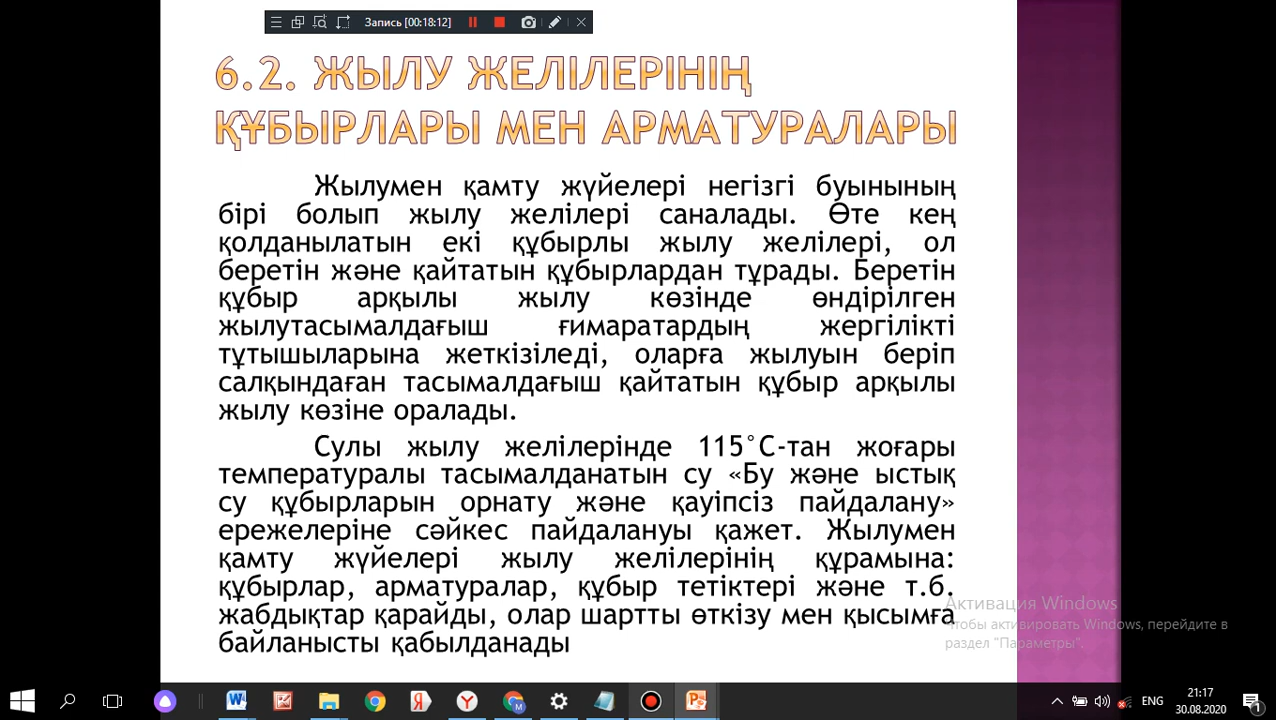 Запись [00:18:12]
6.2. ЖЫЛУ ЖЕЛІЛЕРІНІҢ
ҚҰБЫРЛАРЫ МЕН АРМАТУРАЛАРЫ
Жылумен қамту жүйелері негізгі буынының
бірі болып жылу желілері саналады. Өте кең
қолданылатын екі құбырлы жылу желілері, ол
беретін және қайтатын құбырлардан тұрады. Беретін
құбыр арқылы жылу көзінде өндірілген
жылутасымалдағыш ғимаратардың жергілікті
тұтышыларына жеткізіледі, оларға жылуын беріп
салқындаған тасымалдағыш қайтатын құбыр арқылы
жылу көзіне оралады.
Сулы жылу желілерінде 115°С-тан жоғары
температуралы тасымалданатын су «Бу және ыстық
су құбырларын орнату және қауіпсіз пайдалану»
ережелеріне сәйкес пайдалануы қажет. Жылумен
қамту жүйелері жылу желілерінің құрамына:
құбырлар, арматуралар, құбыр тетіктері және т.б.
жабдықтар қарайды, олар шартты өткізу мен қысымға
байланысты қабылданады
Активация Windows
Чтобы активировать Windows, перейдите в
раздел "Параметры".
ENG
21:17
30.08.2020